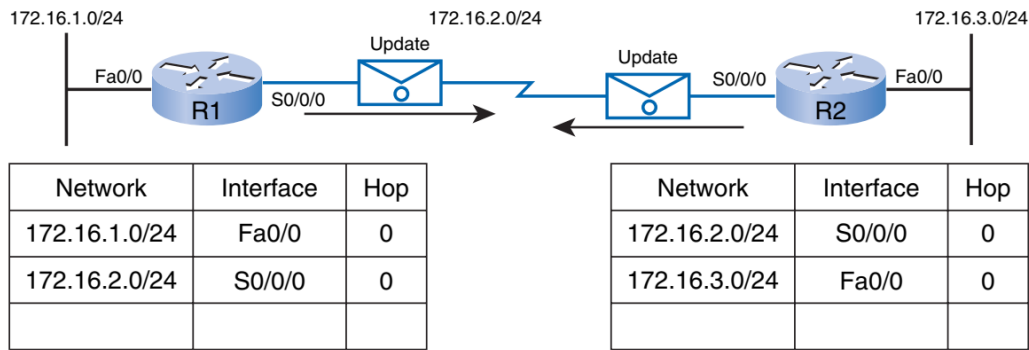 172.16.1.0/24 172.16.2.0/24 172.16.3.0/24
Update Update
Fa0/0 S0/0/0 S0/0/0 Fa0/0
R1 R2
Network Interface Hop
172.16.1.0/24 Fa0/0 0
172.16.2.0/24 S0/0/0 0
Network Interface Hop
172.16.2.0/24 S0/0/0 0
172.16.3.0/24 Fa0/0 0